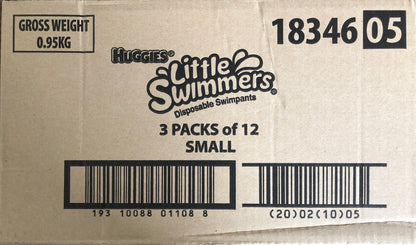 GROSS WEIGHT
0.95KG
18346 05
HUGGIES®
Little
Swimmers®
Disposable Swimpants
3 PACKS of 12
SMALL
193 10088 01108 8
(20)02(10)05